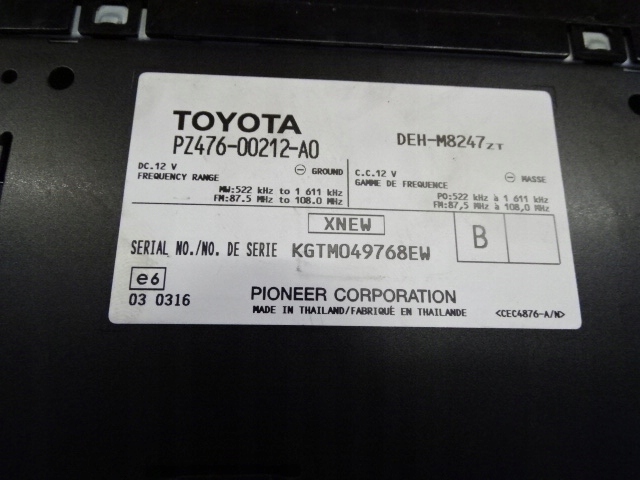 TOYOTA
PZ476-00212-A0
DEH-M8247ZT
DC.12 V ⊖ GROUND
FREQUENCY RANGE
MW:522 kHz to 1 611 kHz
FM:87.5 MHz to 108.0 MHz
C.C.12 V ⊖ MASSE
GAMME DE FREQUENCE
PO:522 kHz à 1 611 kHz
FM:87,5 MHz à 108,0 MHz
XNEW
B
SERIAL NO./NO. DE SERIE KGTM049768EW
e6
03 0316
PIONEER CORPORATION
MADE IN THAILAND/FABRIQUÉ EN THAILANDE
<CEC4876-A/N>